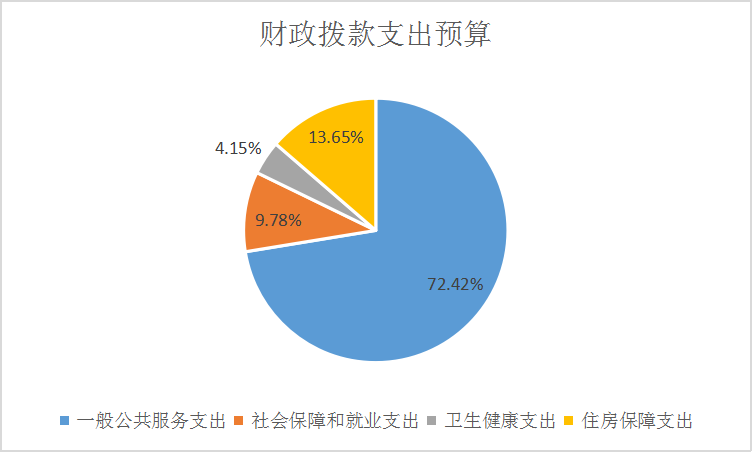 财政拨款支出预算
13.65%
4.15%
9.78%
72.42%
一般公共服务支出 社会保障和就业支出 卫生健康支出 住房保障支出